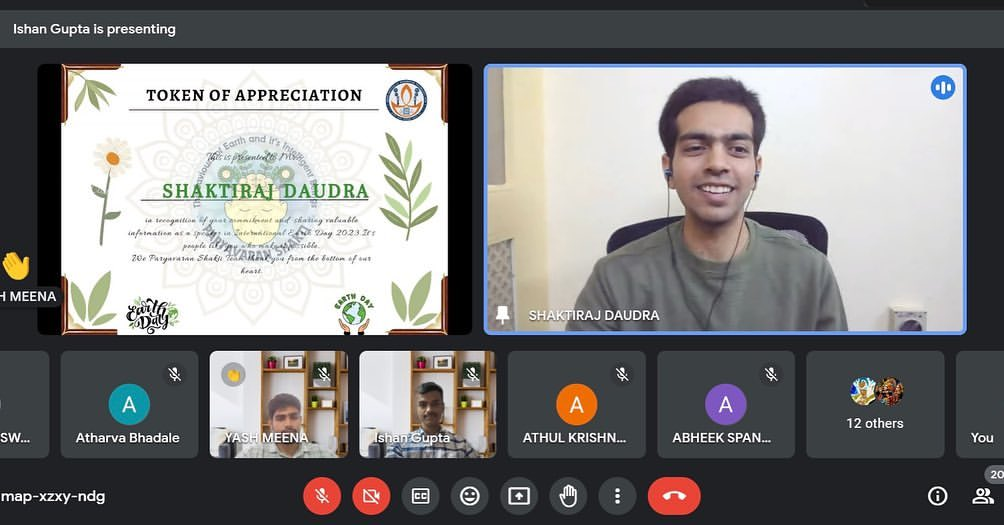 Ishan Gupta is presenting
TOKEN OF APPRECIATION
This is presented to Mr.
SHAKTIRAJ DAUDRA
in recognition of your commitment and sharing valuable
information as a speaker in International Earth Day 2023.It's
people like you who make it possible.
We Paryavaran Shakti Team thank you from the bottom of our
heart.
Earth
Day
EARTH DAY
H MEENA
SHAKTIRAJ DAUDRA
SW...
A
Atharva Bhadale
YASH MEENA
Ishan Gupta
A
ATHUL KRISHN...
A
ABHEEK SPAN...
12 others
You
map-xzxy-ndg
CC
20